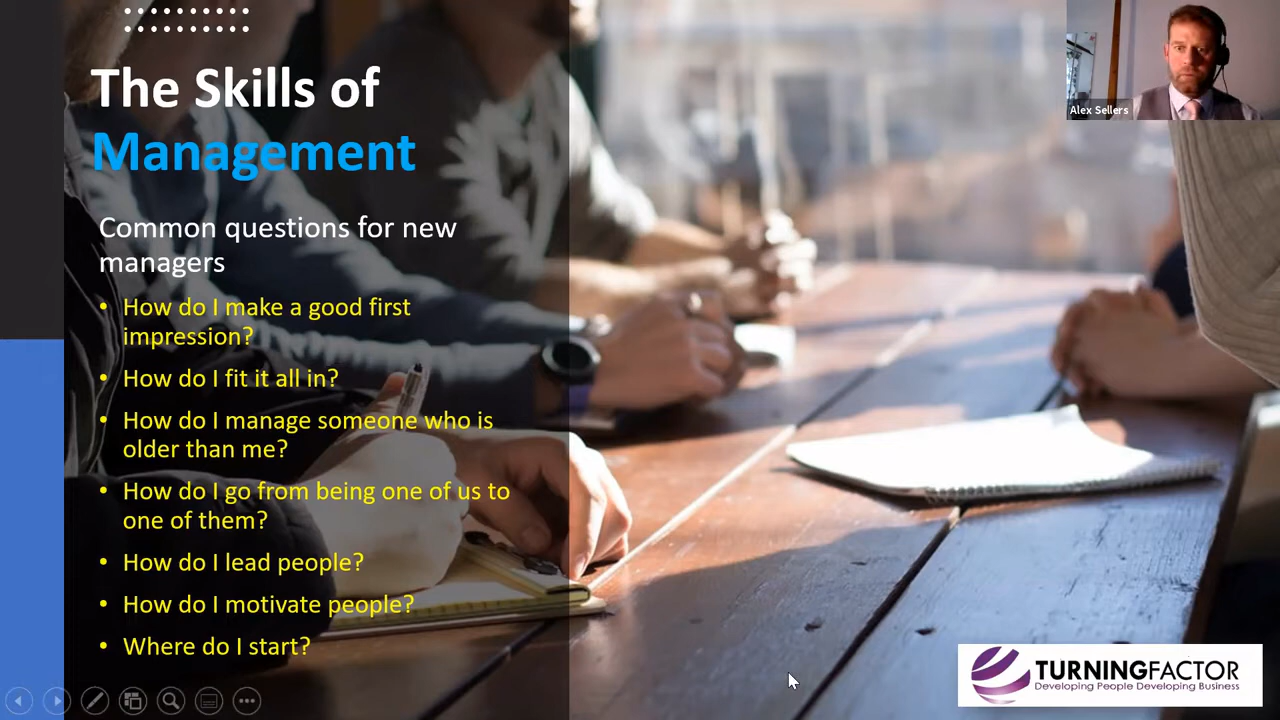 The Skills of
Management
Common questions for new
managers
• How do I make a good first
impression?
• How do I fit it all in?
• How do I manage someone who is
older than me?
• How do I go from being one of us to
one of them?
• How do I lead people?
• How do I motivate people?
• Where do I start?
Alex Sellers
TURNINGFACTOR
Developing People Developing Business